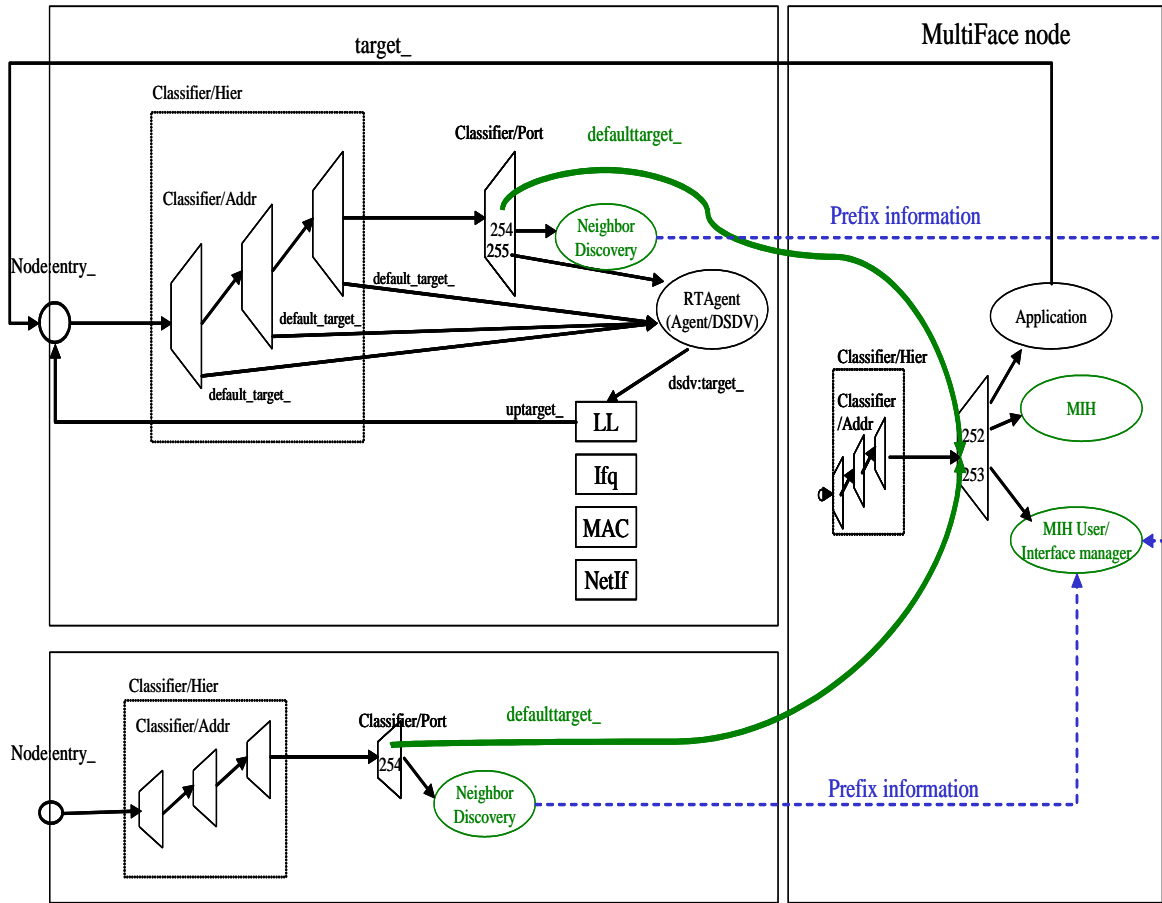 MultiFace node
target_
Classifier/Hier
Classifier/Port
defaulttarget_
Classifier/Addr
Prefix information
254
Neighbor
Discovery
255
Node:entry_
default_target_
RTAgent
(Agent/DSDV)
default_target_
Application
default_target_
dsdv:target_
Classifier/Hier
Classifier
/Addr
uptarget_
LL
MIH
252
253
Ifq
MAC
MIH User/
Interface manager
NetIf
Classifier/Hier
Classifier/Addr
Classifier/Port
defaulttarget_
Node:entry_
254
Prefix information
Neighbor
Discovery